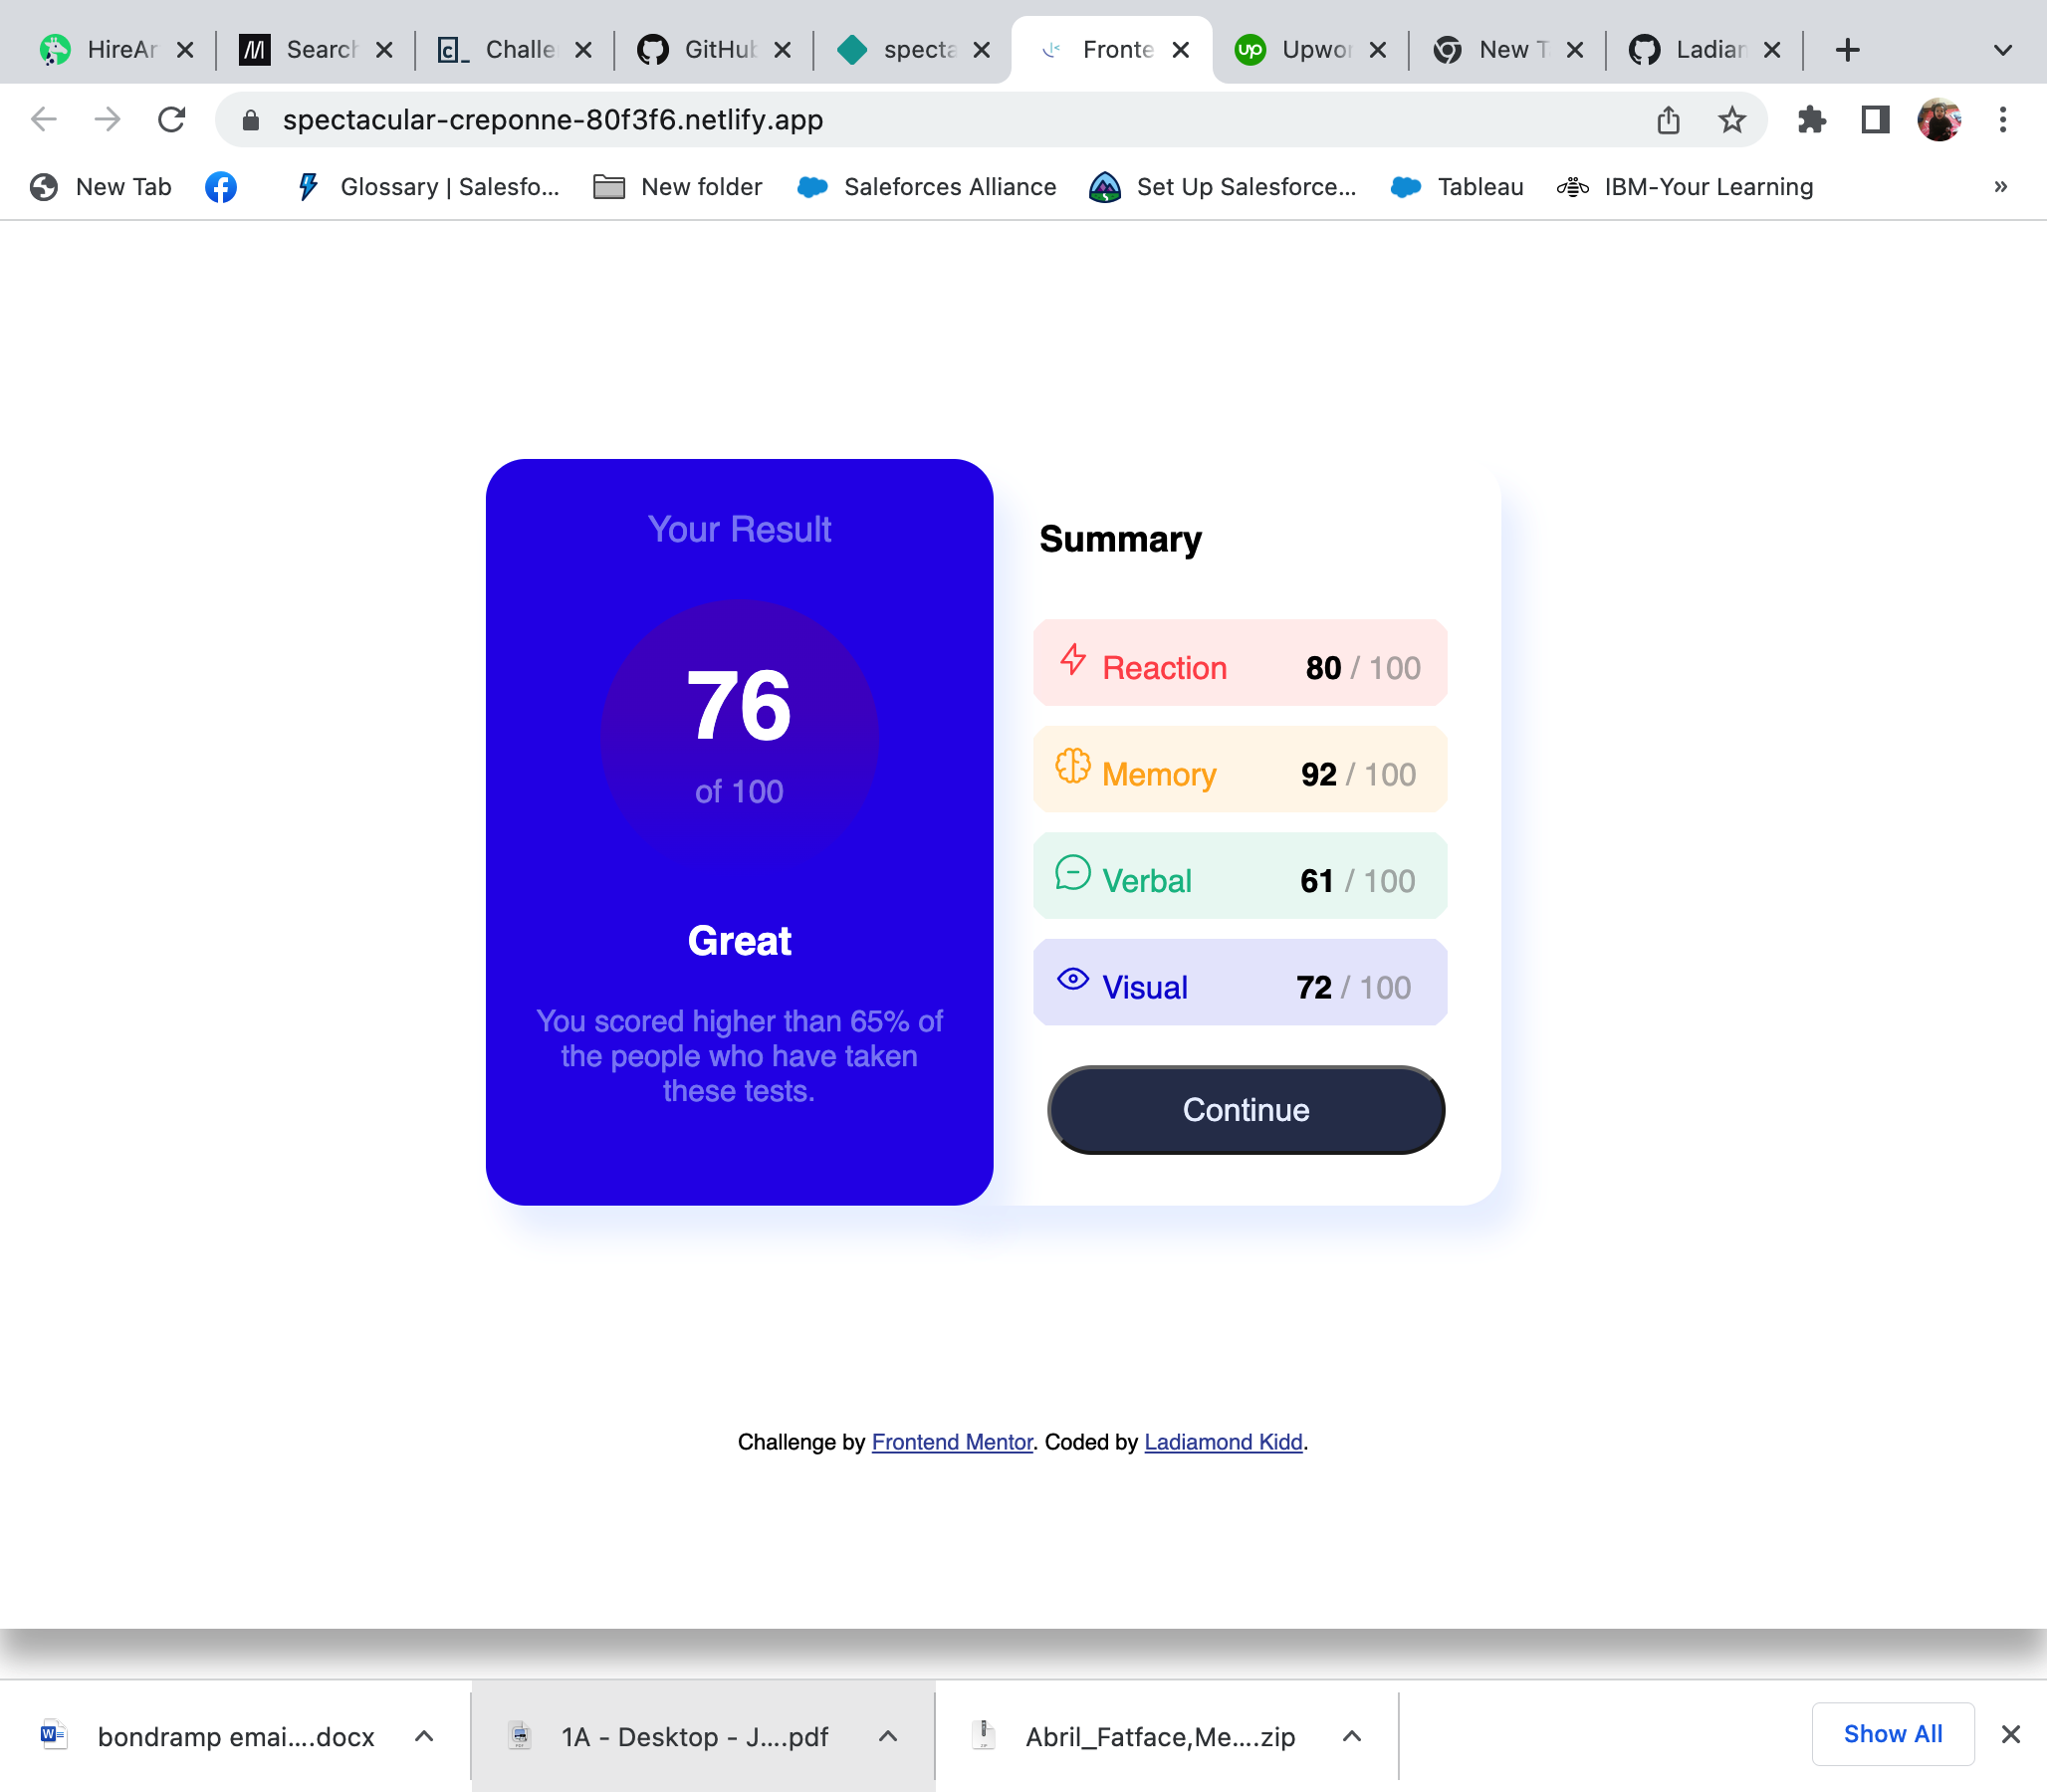 HireAr
Search
Challe
GitHub
specta
Fronte
Upwor
New T
Ladian
spectacular-creponne-80f3f6.netlify.app
New Tab
Glossary | Salesfo...
New folder
Saleforces Alliance
Set Up Salesforce...
Tableau
IBM-Your Learning
»
Your Result
76
of 100
Great
You scored higher than 65% of
the people who have taken
these tests.
Summary
Reaction 80 / 100
Memory 92 / 100
Verbal 61 / 100
Visual 72 / 100
Continue
Challenge by Frontend Mentor. Coded by Ladiamond Kidd.
bondramp emai....docx
1A - Desktop - J....pdf
Abril_Fatface,Me....zip
Show All